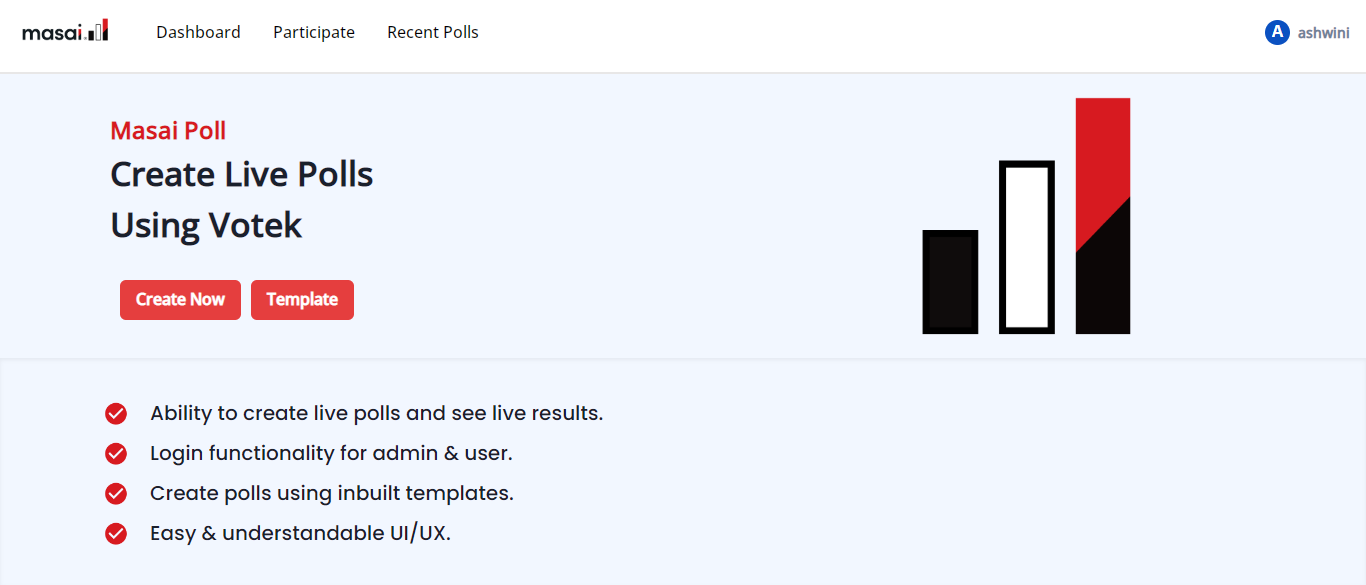 masai.
Dashboard
Participate
Recent Polls
A
ashwini
Masai Poll
Create Live Polls
Using Votek
Create Now
Template
Ability to create live polls and see live results.
Login functionality for admin & user.
Create polls using inbuilt templates.
Easy & understandable UI/UX.